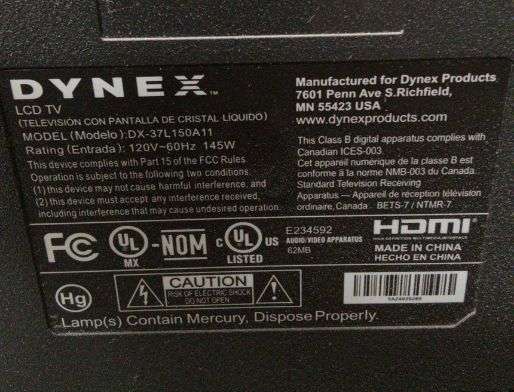 DYNEX™
LCD TV
(TELEVISIÓN CON PANTALLA DE CRISTAL LÍQUIDO)
MODEL (Modelo):DX-37L150A11
Rating (Entrada): 120V~60Hz 145W
This device complies with Part 15 of the FCC Rules
Operation is subject to the following two conditions.
(1) this device may not cause harmful interference, and
(2) this device must accept any interference received,
including interference that may cause undesired operation.
Manufactured for Dynex Products
7601 Penn Ave S.Richfield,
MN 55423 USA
www.dynexproducts.com
This Class B digital apparatus complies with
Canadian ICES-003.
Cet appareil numérique de la classe B est
conforme à la norme NMB-003 du Canada.
Standard Television Receiving
Apparatus — Appareil de réception télévision
ordinaire, Canada. BETS-7 / NTMR-7
FC UL -NOM c UL US
MX LISTED
E234592
AUDIO/VIDEO APPARATUS
62MB
HDMI
HIGH-DEFINITION MULTIMEDIA INTERFACE
MADE IN CHINA
HECHO EN CHINA
Hg
CAUTION
RISK OF ELECTRIC SHOCK
DO NOT OPEN
Lamp(s) Contain Mercury, Dispose Properly.